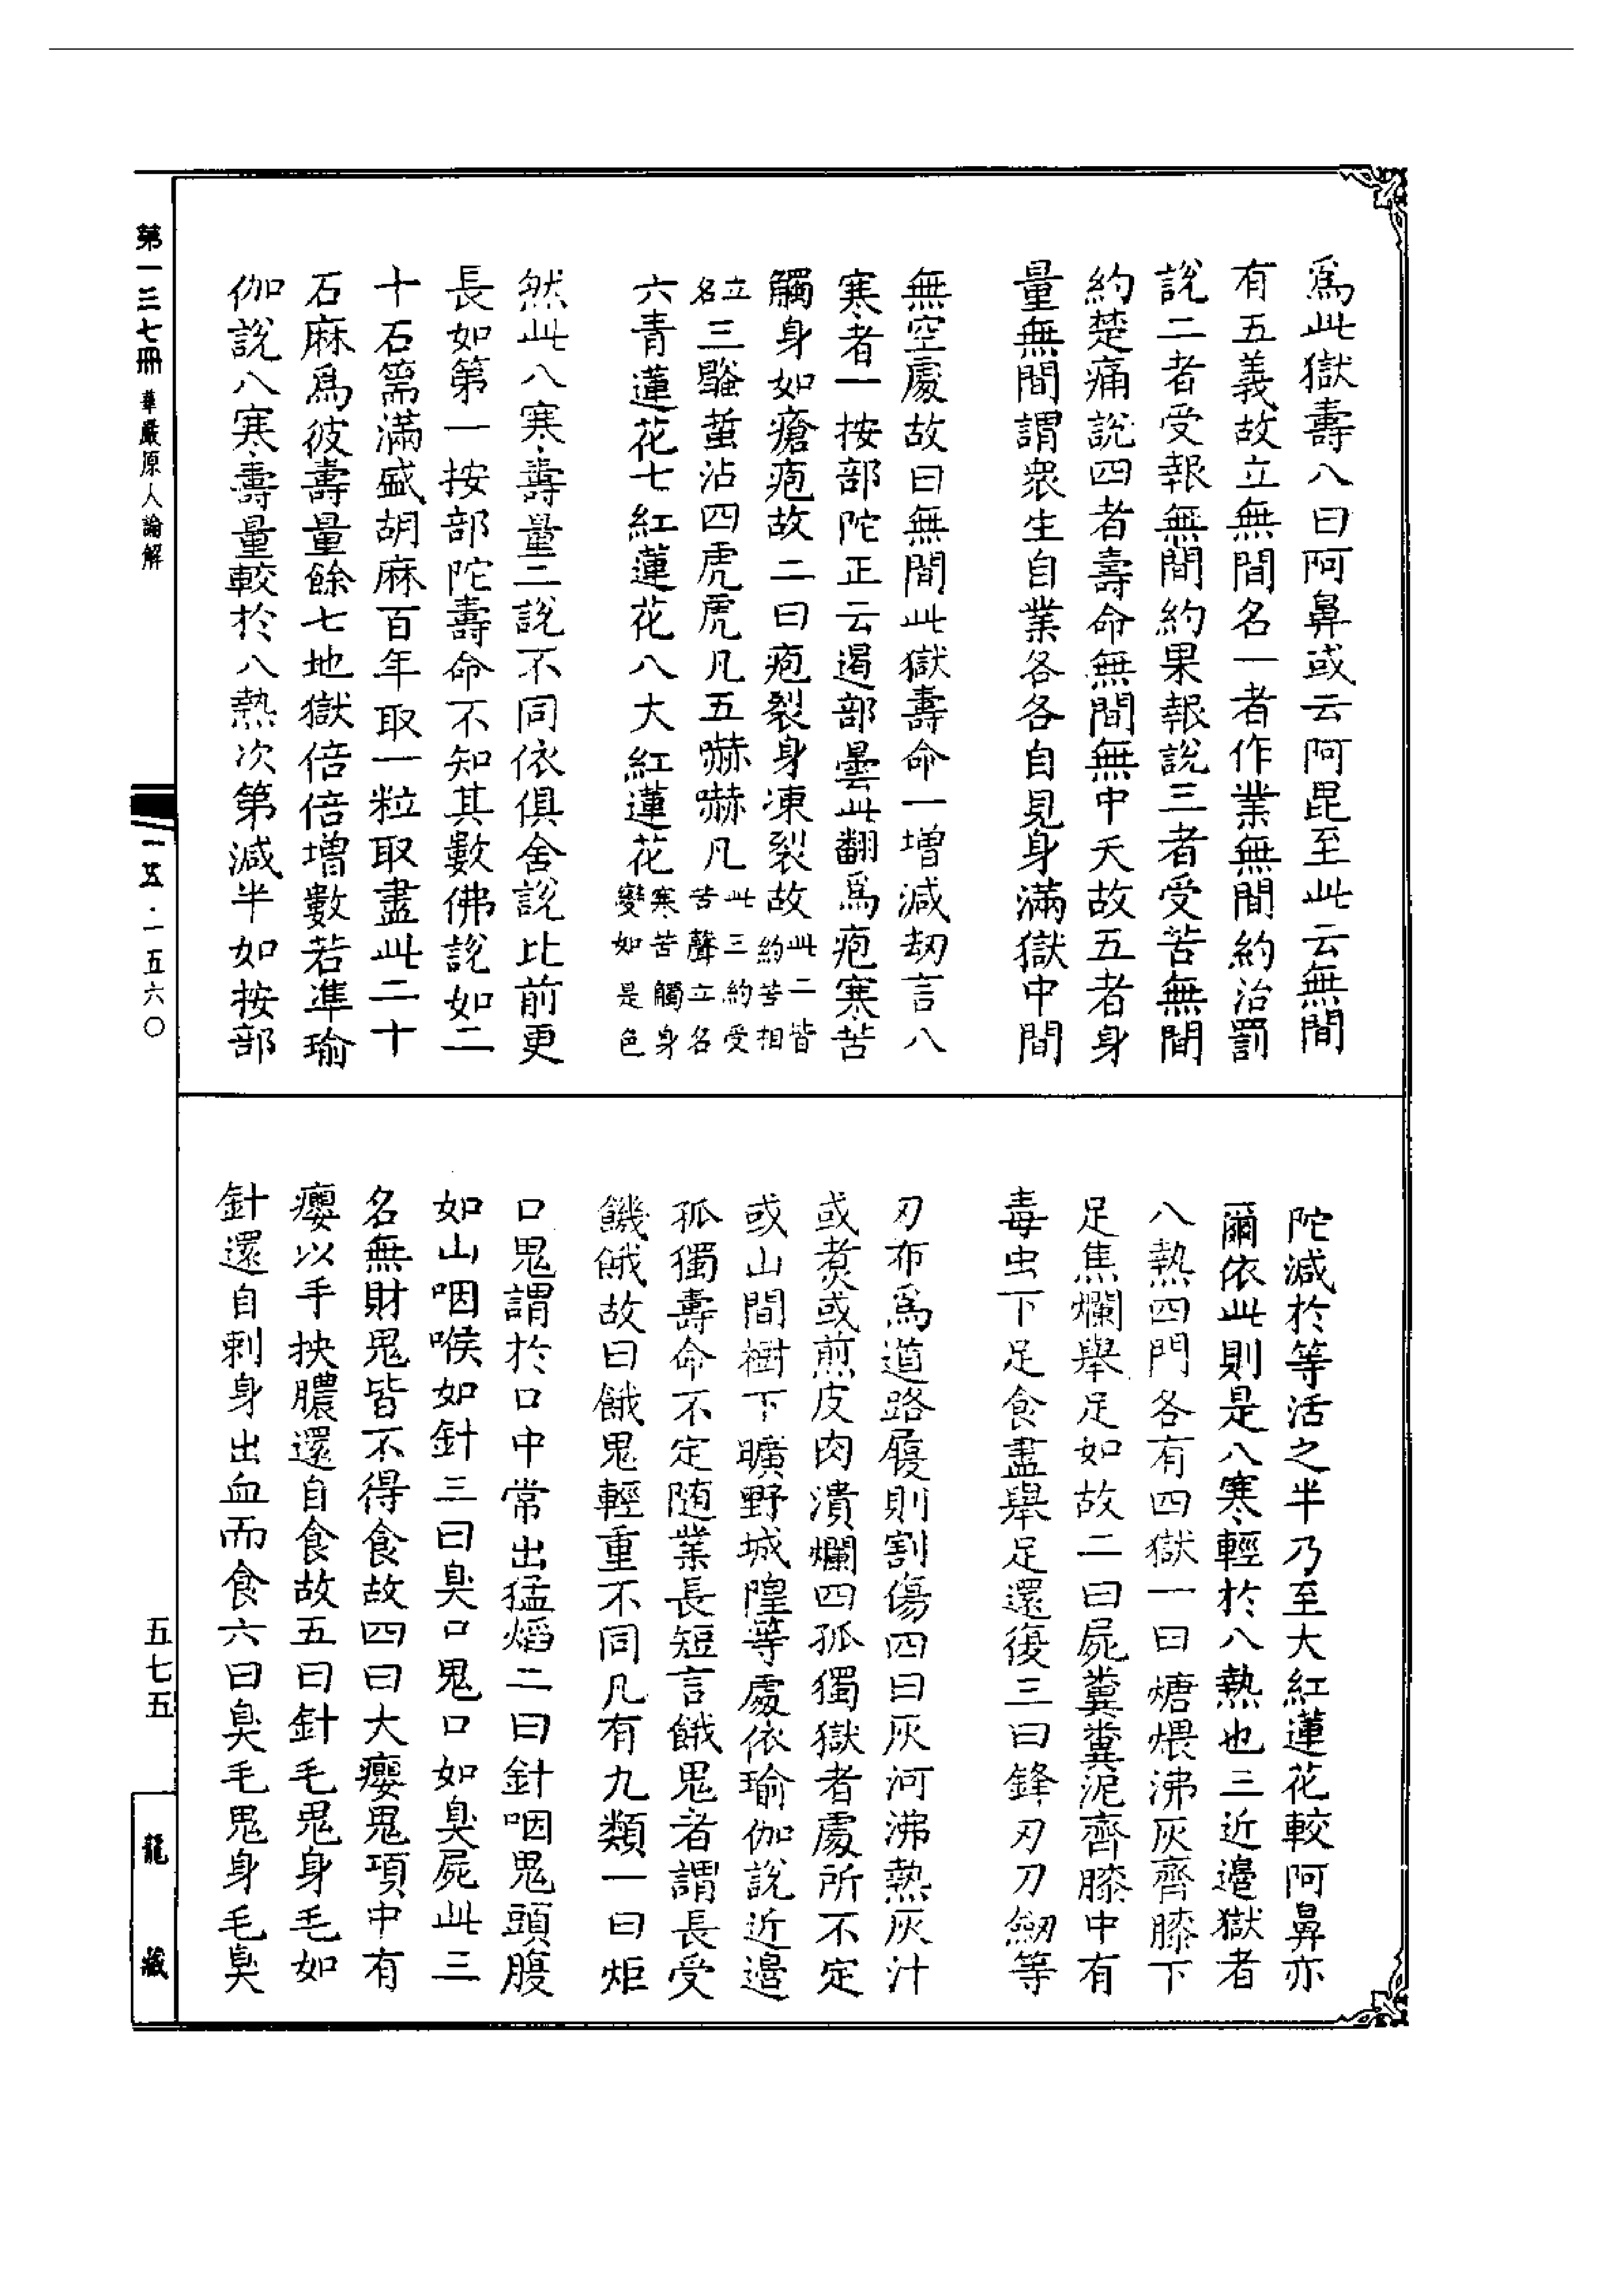 為此獄壽八曰阿鼻或云阿毘至此云無間
有五義故立無間名一者作業無間約治罰
說二者受報無間約果報說三者受苦無間
約楚痛說四者壽命無間無中夭故五者身
量無間謂衆生自業各各自見身滿獄中間
無空處故曰無間此獄壽命一增減劫言八
寒者一按部陀正云遏部曇此翻為疱寒苦
觸身如瘡疱故二曰疱裂身凍裂故此二皆約苦相
立名三𧹞蜇沾四虎虎凡五嚇嚇凡此三約受苦聲立名
六青蓮花七紅蓮花八大紅蓮花寒苦觸身變如是色
然此八寒壽量二說不同依俱舍說比前更
長如第一按部陀壽命不知其數佛說如二
十石篅滿盛胡麻百年取一粒取盡此二十
石麻為彼壽量餘七地獄倍倍增數若準瑜
伽說八寒壽量較於八熱次第減半如按部
陀減於等活之半乃至大紅蓮花較阿鼻亦
爾依此則是八寒輕於八熱也三近邊獄者
八熱四門各有四獄一曰煻煨沸灰齊膝下
足焦爛舉足如故二曰屍糞糞泥齊膝中有
毒虫下足食盡舉足還復三曰鋒刃刀劒等
刃布為道路履則割傷四曰灰河沸熱灰汁
或煮或煎皮肉潰爛四孤獨獄者處所不定
或山間樹下曠野城隍等處依瑜伽說近邊
孤獨壽命不定随業長短言餓鬼者謂長受
饑餓故曰餓鬼輕重不同凡有九類一曰炬
口鬼謂於口中常出猛熖二曰針咽鬼頭腹
如山咽喉如針三曰臭口鬼口如臭屍此三
名無財鬼皆不得食故四曰大癭鬼項中有
癭以手抉膿還自食故五曰針毛鬼身毛如
針還自剌身出血而食六曰臭毛鬼身毛臭
第一三七冊 華嚴原人論解
一五·一五六〇
五七五
龍藏